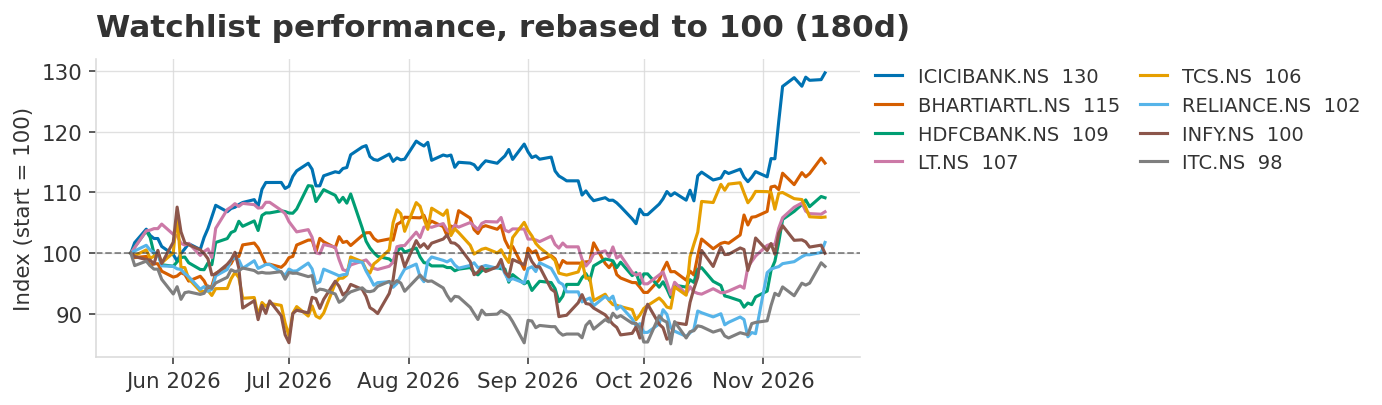 Watchlist performance, rebased to 100 (180d)
Index (start = 100)
130
120
110
100
90
Jun 2026
Jul 2026
Aug 2026
Sep 2026
Oct 2026
Nov 2026
ICICIBANK.NS 130
BHARTIARTL.NS 115
HDFCBANK.NS 109
LT.NS 107
TCS.NS 106
RELIANCE.NS 102
INFY.NS 100
ITC.NS 98